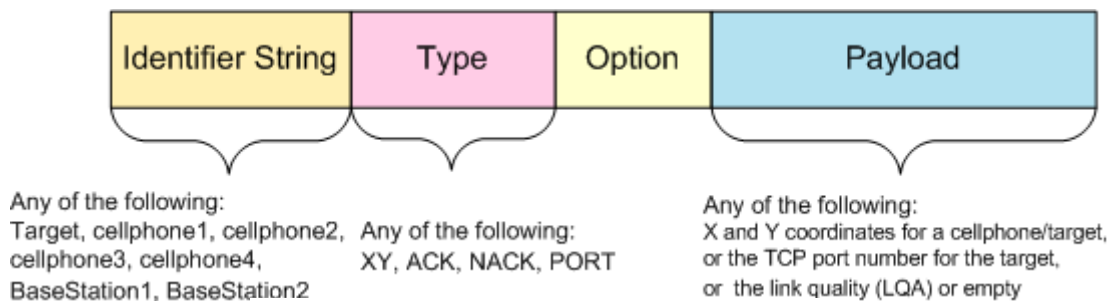 Identifier String Type Option Payload
Any of the following:
Target, cellphone1, cellphone2,
cellphone3, cellphone4,
BaseStation1, BaseStation2
Any of the following:
XY, ACK, NACK, PORT
Any of the following:
X and Y coordinates for a cellphone/target,
or the TCP port number for the target,
or the link quality (LQA) or empty